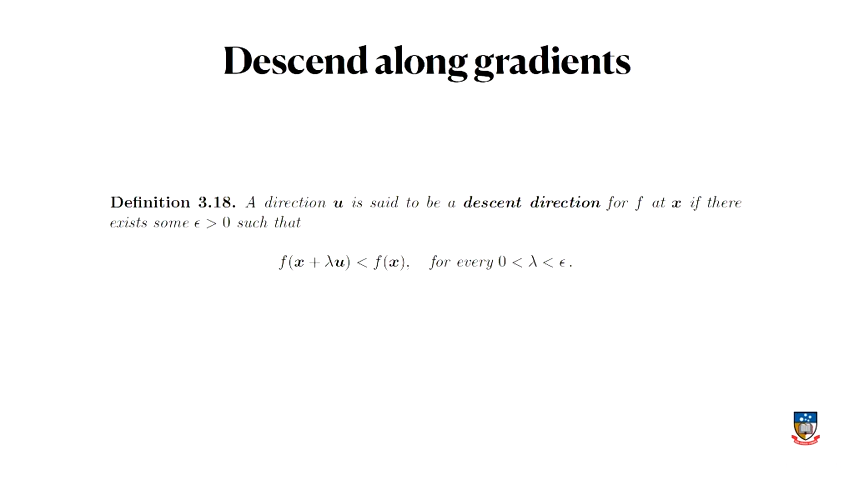 Descend along gradients
Definition 3.18. A direction u is said to be a descent direction for f at x if there
exists some ϵ > 0 such that
f(x + λu) < f(x), for every 0 < λ < ϵ.